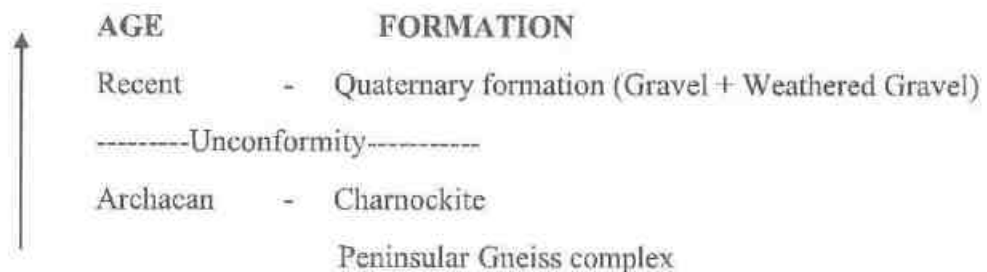 AGE FORMATION
Recent - Quaternary formation (Gravel + Weathered Gravel)
---------Unconformity-----------
Archaean - Charnockite
Peninsular Gneiss complex